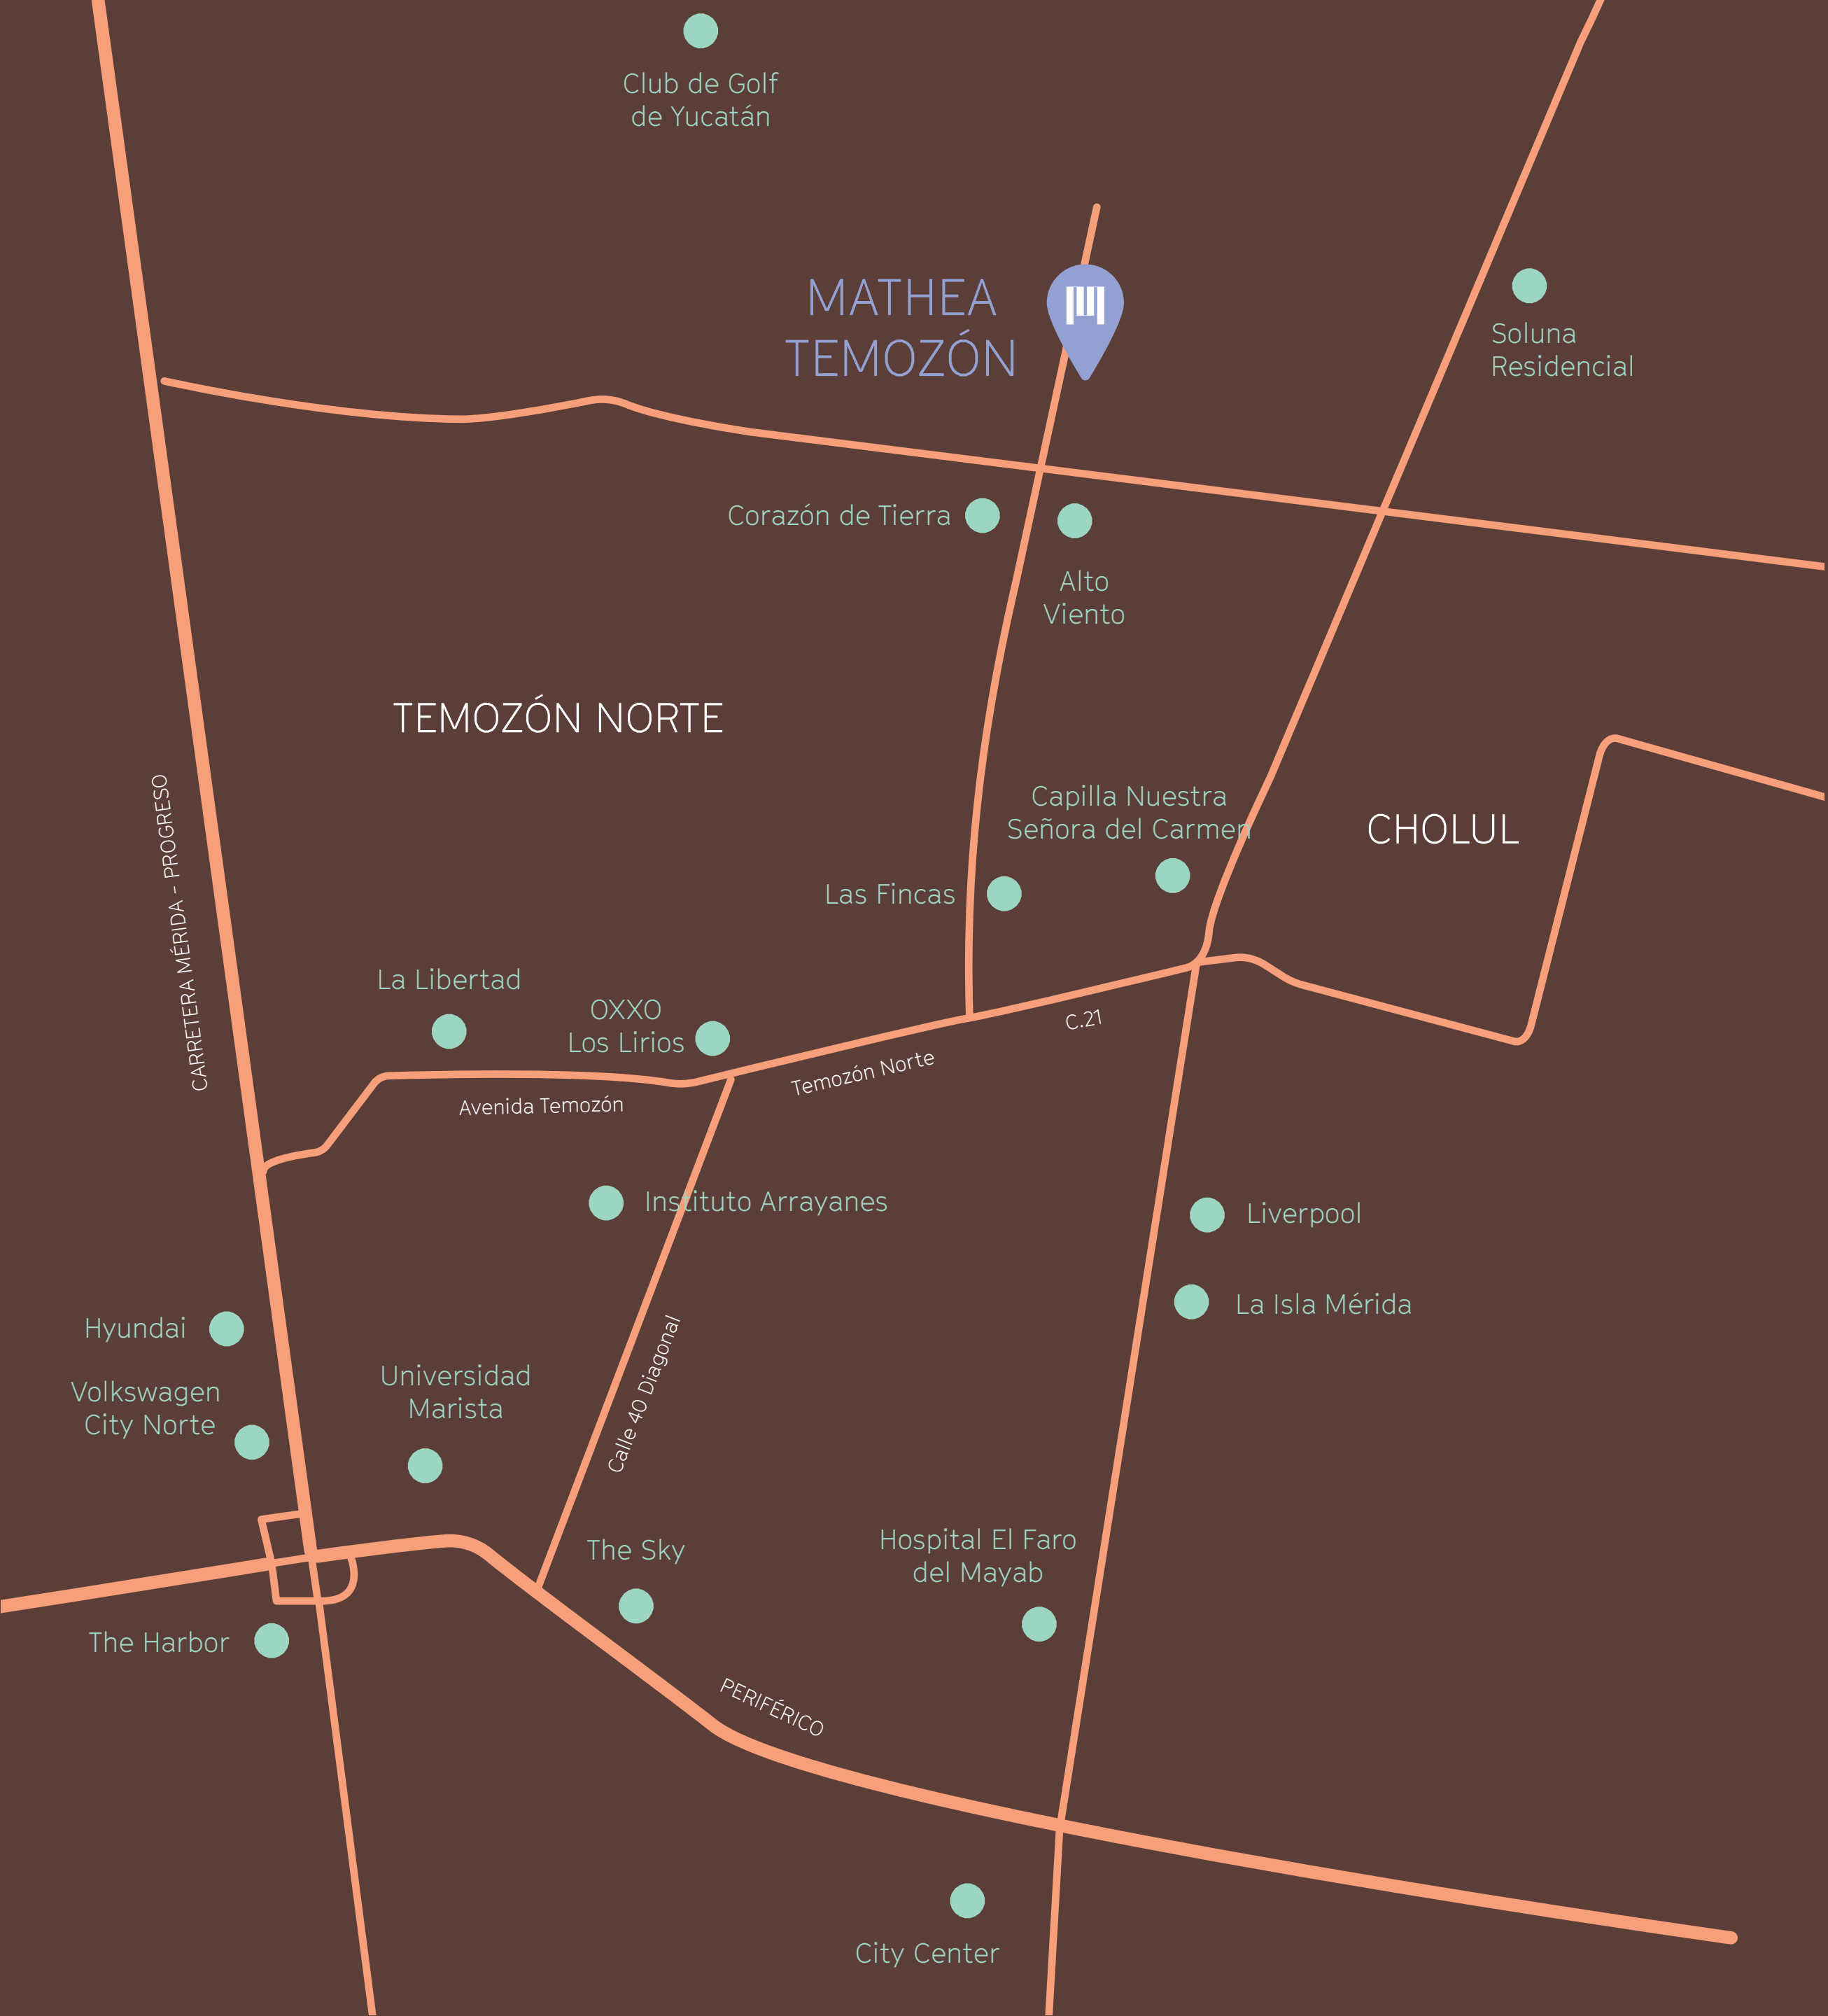 Club de Golf
de Yucatán
MATHEA
TEMOZÓN
Soluna
Residencial
Corazón de Tierra
Alto
Viento
TEMOZÓN NORTE
CARRETERA MÉRIDA - PROGRESO
Capilla Nuestra
Señora del Carmen
CHOLUL
Las Fincas
La Libertad
OXXO
Los Lirios
C.21
Temozón Norte
Avenida Temozón
Instituto Arrayanes
Liverpool
La Isla Mérida
Hyundai
Volkswagen
City Norte
Universidad
Marista
Calle 40 Diagonal
The Sky
Hospital El Faro
del Mayab
The Harbor
PERIFÉRICO
City Center